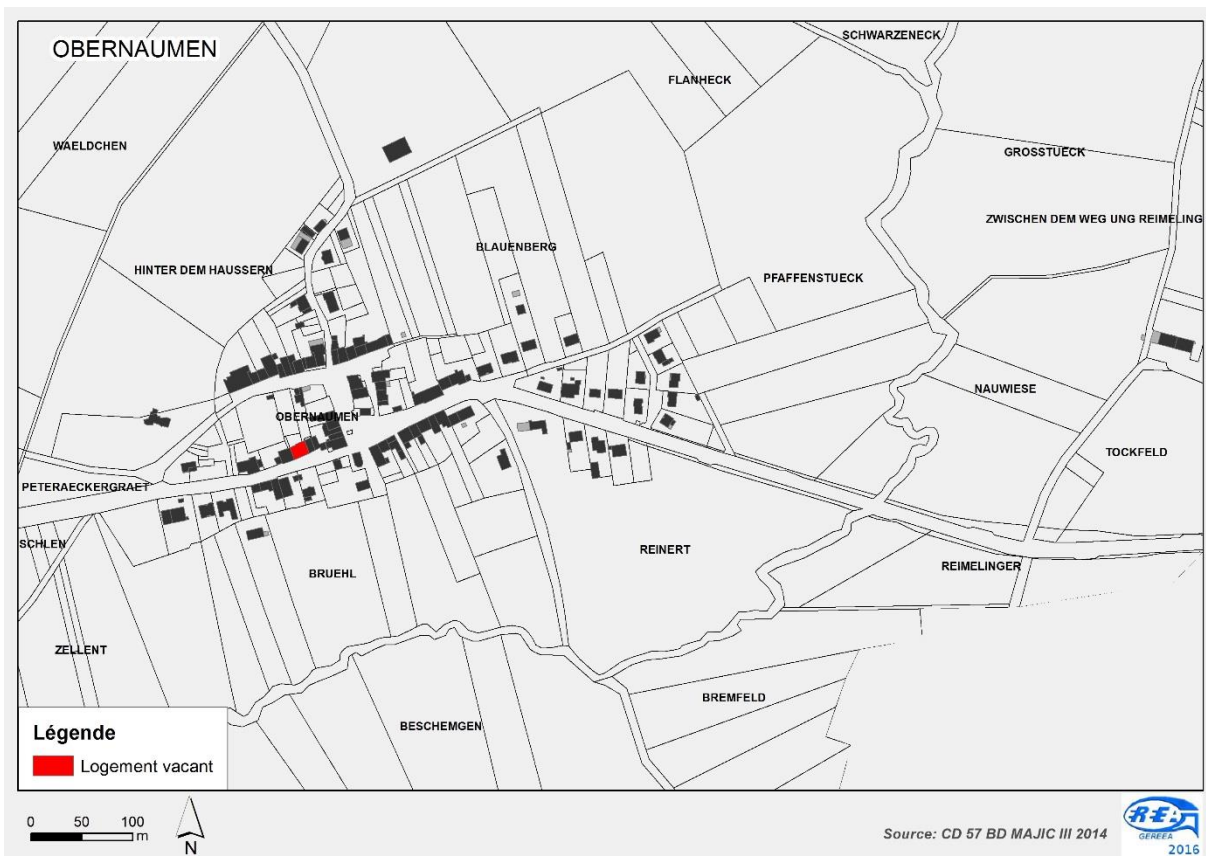 OBERNAUMEN
SCHWARZENECK
FLANHECK
WAELDCHEN
GROSSTUECK
ZWISCHEN DEM WEG UNG REIMELING
BLAUENBERG
HINTER DEM HAUSSERN
PFAFFENSTUECK
NAUWIESE
OBERNAUMEN
TOCKFELD
PETERAECKERGRAET
SCHLEN
REINERT
REIMELINGER
BRUEHL
ZELLENT
BREMFELD
BESCHEMGEN
Légende
Logement vacant
0 50 100
m
N
Source: CD 57 BD MAJIC III 2014
REA
GEREEA
2016